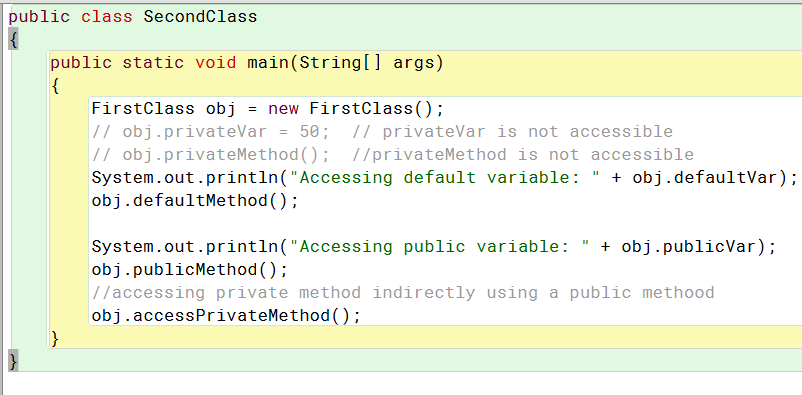 public class SecondClass
{
public static void main(String[] args)
{
FirstClass obj = new FirstClass();
// obj.privateVar = 50;  // privateVar is not accessible
// obj.privateMethod();  //privateMethod is not accessible
System.out.println("Accessing default variable: " + obj.defaultVar);
obj.defaultMethod();
System.out.println("Accessing public variable: " + obj.publicVar);
obj.publicMethod();
//accessing private method indirectly using a public methood
obj.accessPrivateMethod();
}
}